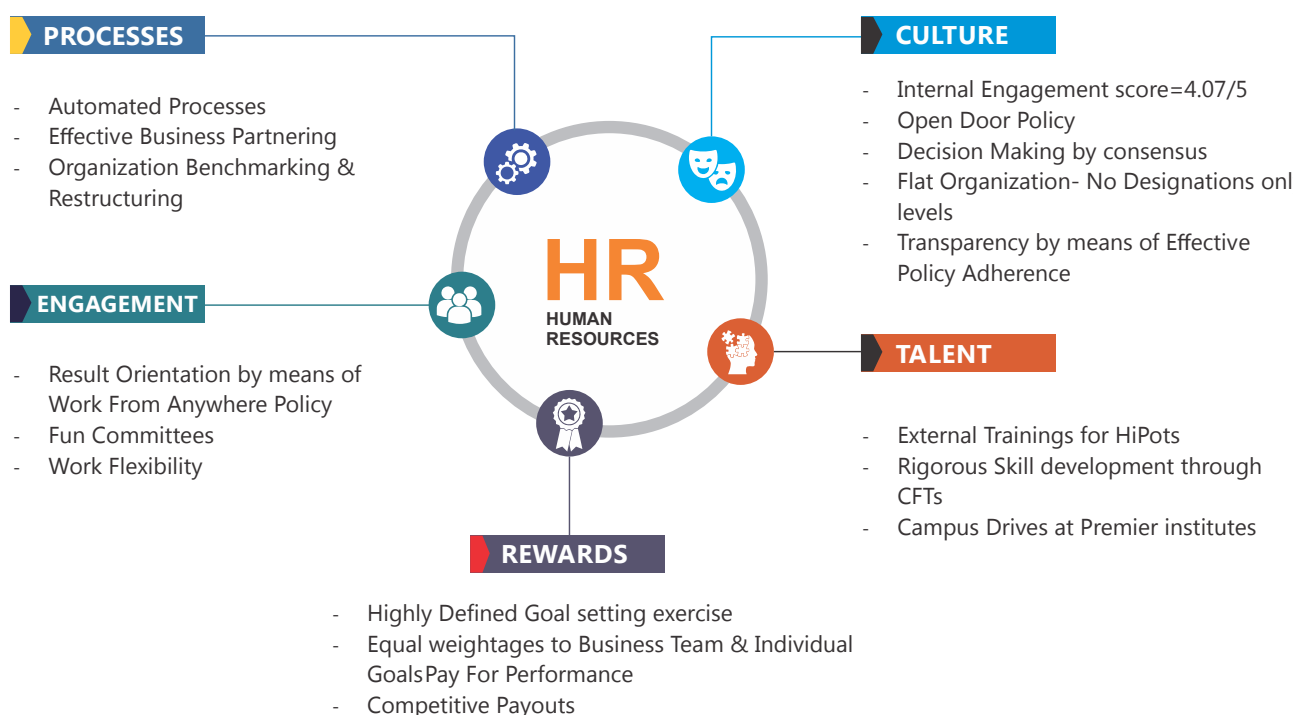 PROCESSES
- Automated Processes
- Effective Business Partnering
- Organization Benchmarking &
Restructuring
CULTURE
- Internal Engagement score=4.07/5
- Open Door Policy
- Decision Making by consensus
- Flat Organization- No Designations onl
levels
- Transparency by means of Effective
Policy Adherence
HR
HUMAN
RESOURCES
ENGAGEMENT
- Result Orientation by means of
Work From Anywhere Policy
- Fun Committees
- Work Flexibility
TALENT
- External Trainings for HiPots
- Rigorous Skill development through
CFTs
- Campus Drives at Premier institutes
REWARDS
- Highly Defined Goal setting exercise
- Equal weightages to Business Team & Individual
GoalsPay For Performance
- Competitive Payouts